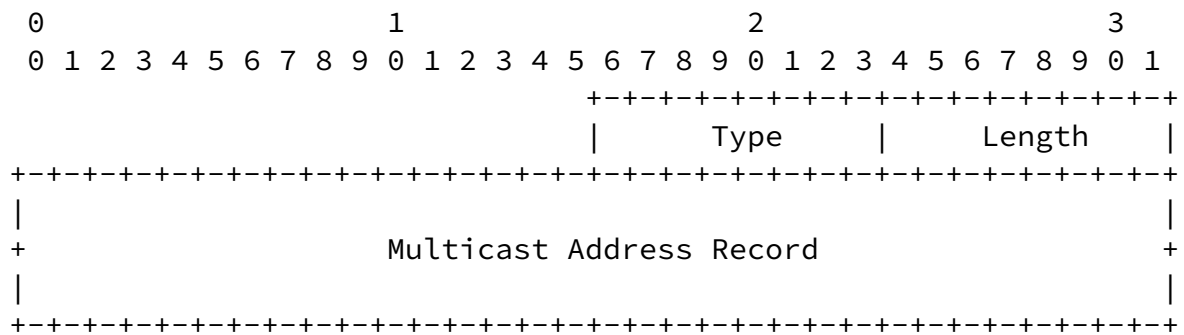 0                   1                   2                   3
 0 1 2 3 4 5 6 7 8 9 0 1 2 3 4 5 6 7 8 9 0 1 2 3 4 5 6 7 8 9 0 1
                                +-+-+-+-+-+-+-+-+-+-+-+-+-+-+-+-+
                                |      Type     |     Length    |
+-+-+-+-+-+-+-+-+-+-+-+-+-+-+-+-+-+-+-+-+-+-+-+-+-+-+-+-+-+-+-+-+
|                                                               |
+                    Multicast Address Record                   +
|                                                               |
+-+-+-+-+-+-+-+-+-+-+-+-+-+-+-+-+-+-+-+-+-+-+-+-+-+-+-+-+-+-+-+-+